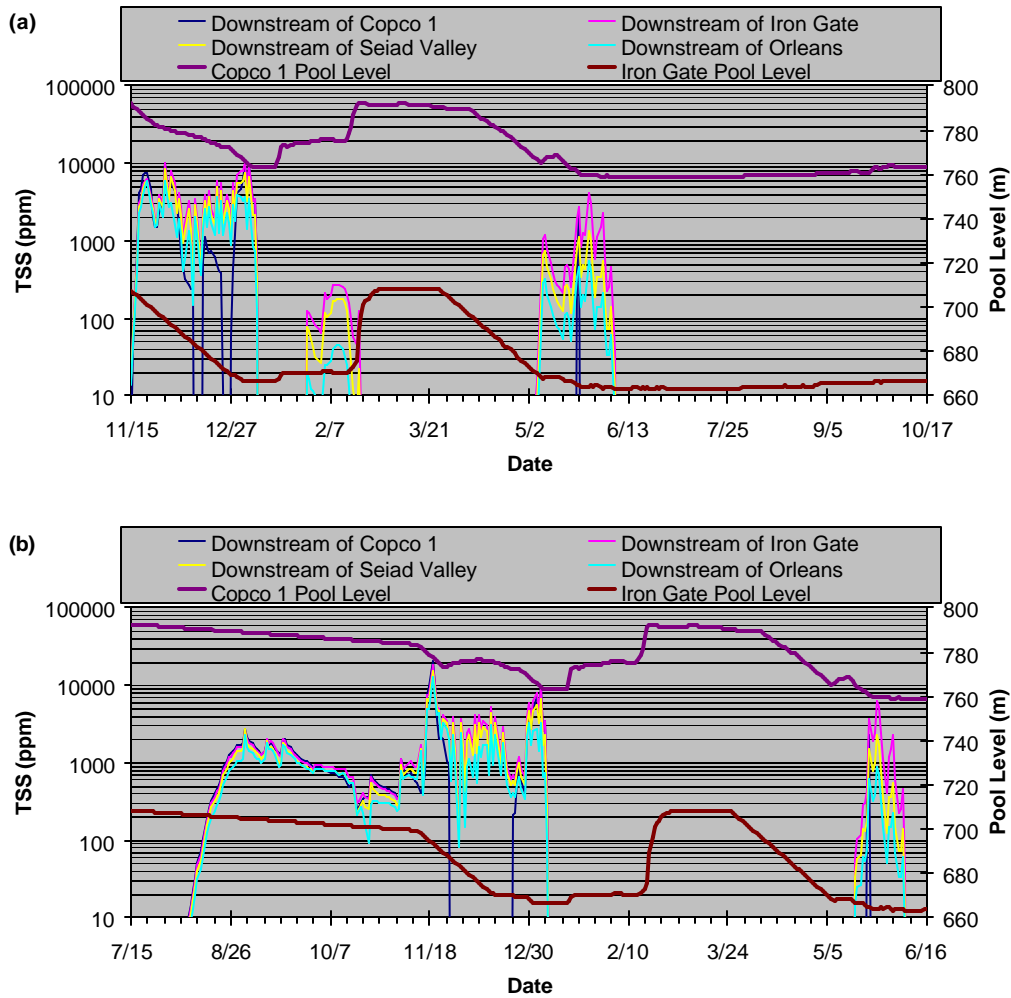 (a)
Downstream of Copco 1 Downstream of Iron Gate
Downstream of Seiad Valley Downstream of Orleans
Copco 1 Pool Level Iron Gate Pool Level
100000
10000
1000
100
10
TSS (ppm)
800
780
760
740
720
700
680
660
Pool Level (m)
11/15 12/27 2/7 3/21 5/2 6/13 7/25 9/5 10/17
Date
(b)
Downstream of Copco 1 Downstream of Iron Gate
Downstream of Seiad Valley Downstream of Orleans
Copco 1 Pool Level Iron Gate Pool Level
100000
10000
1000
100
10
TSS (ppm)
800
780
760
740
720
700
680
660
Pool Level (m)
7/15 8/26 10/7 11/18 12/30 2/10 3/24 5/5 6/16
Date